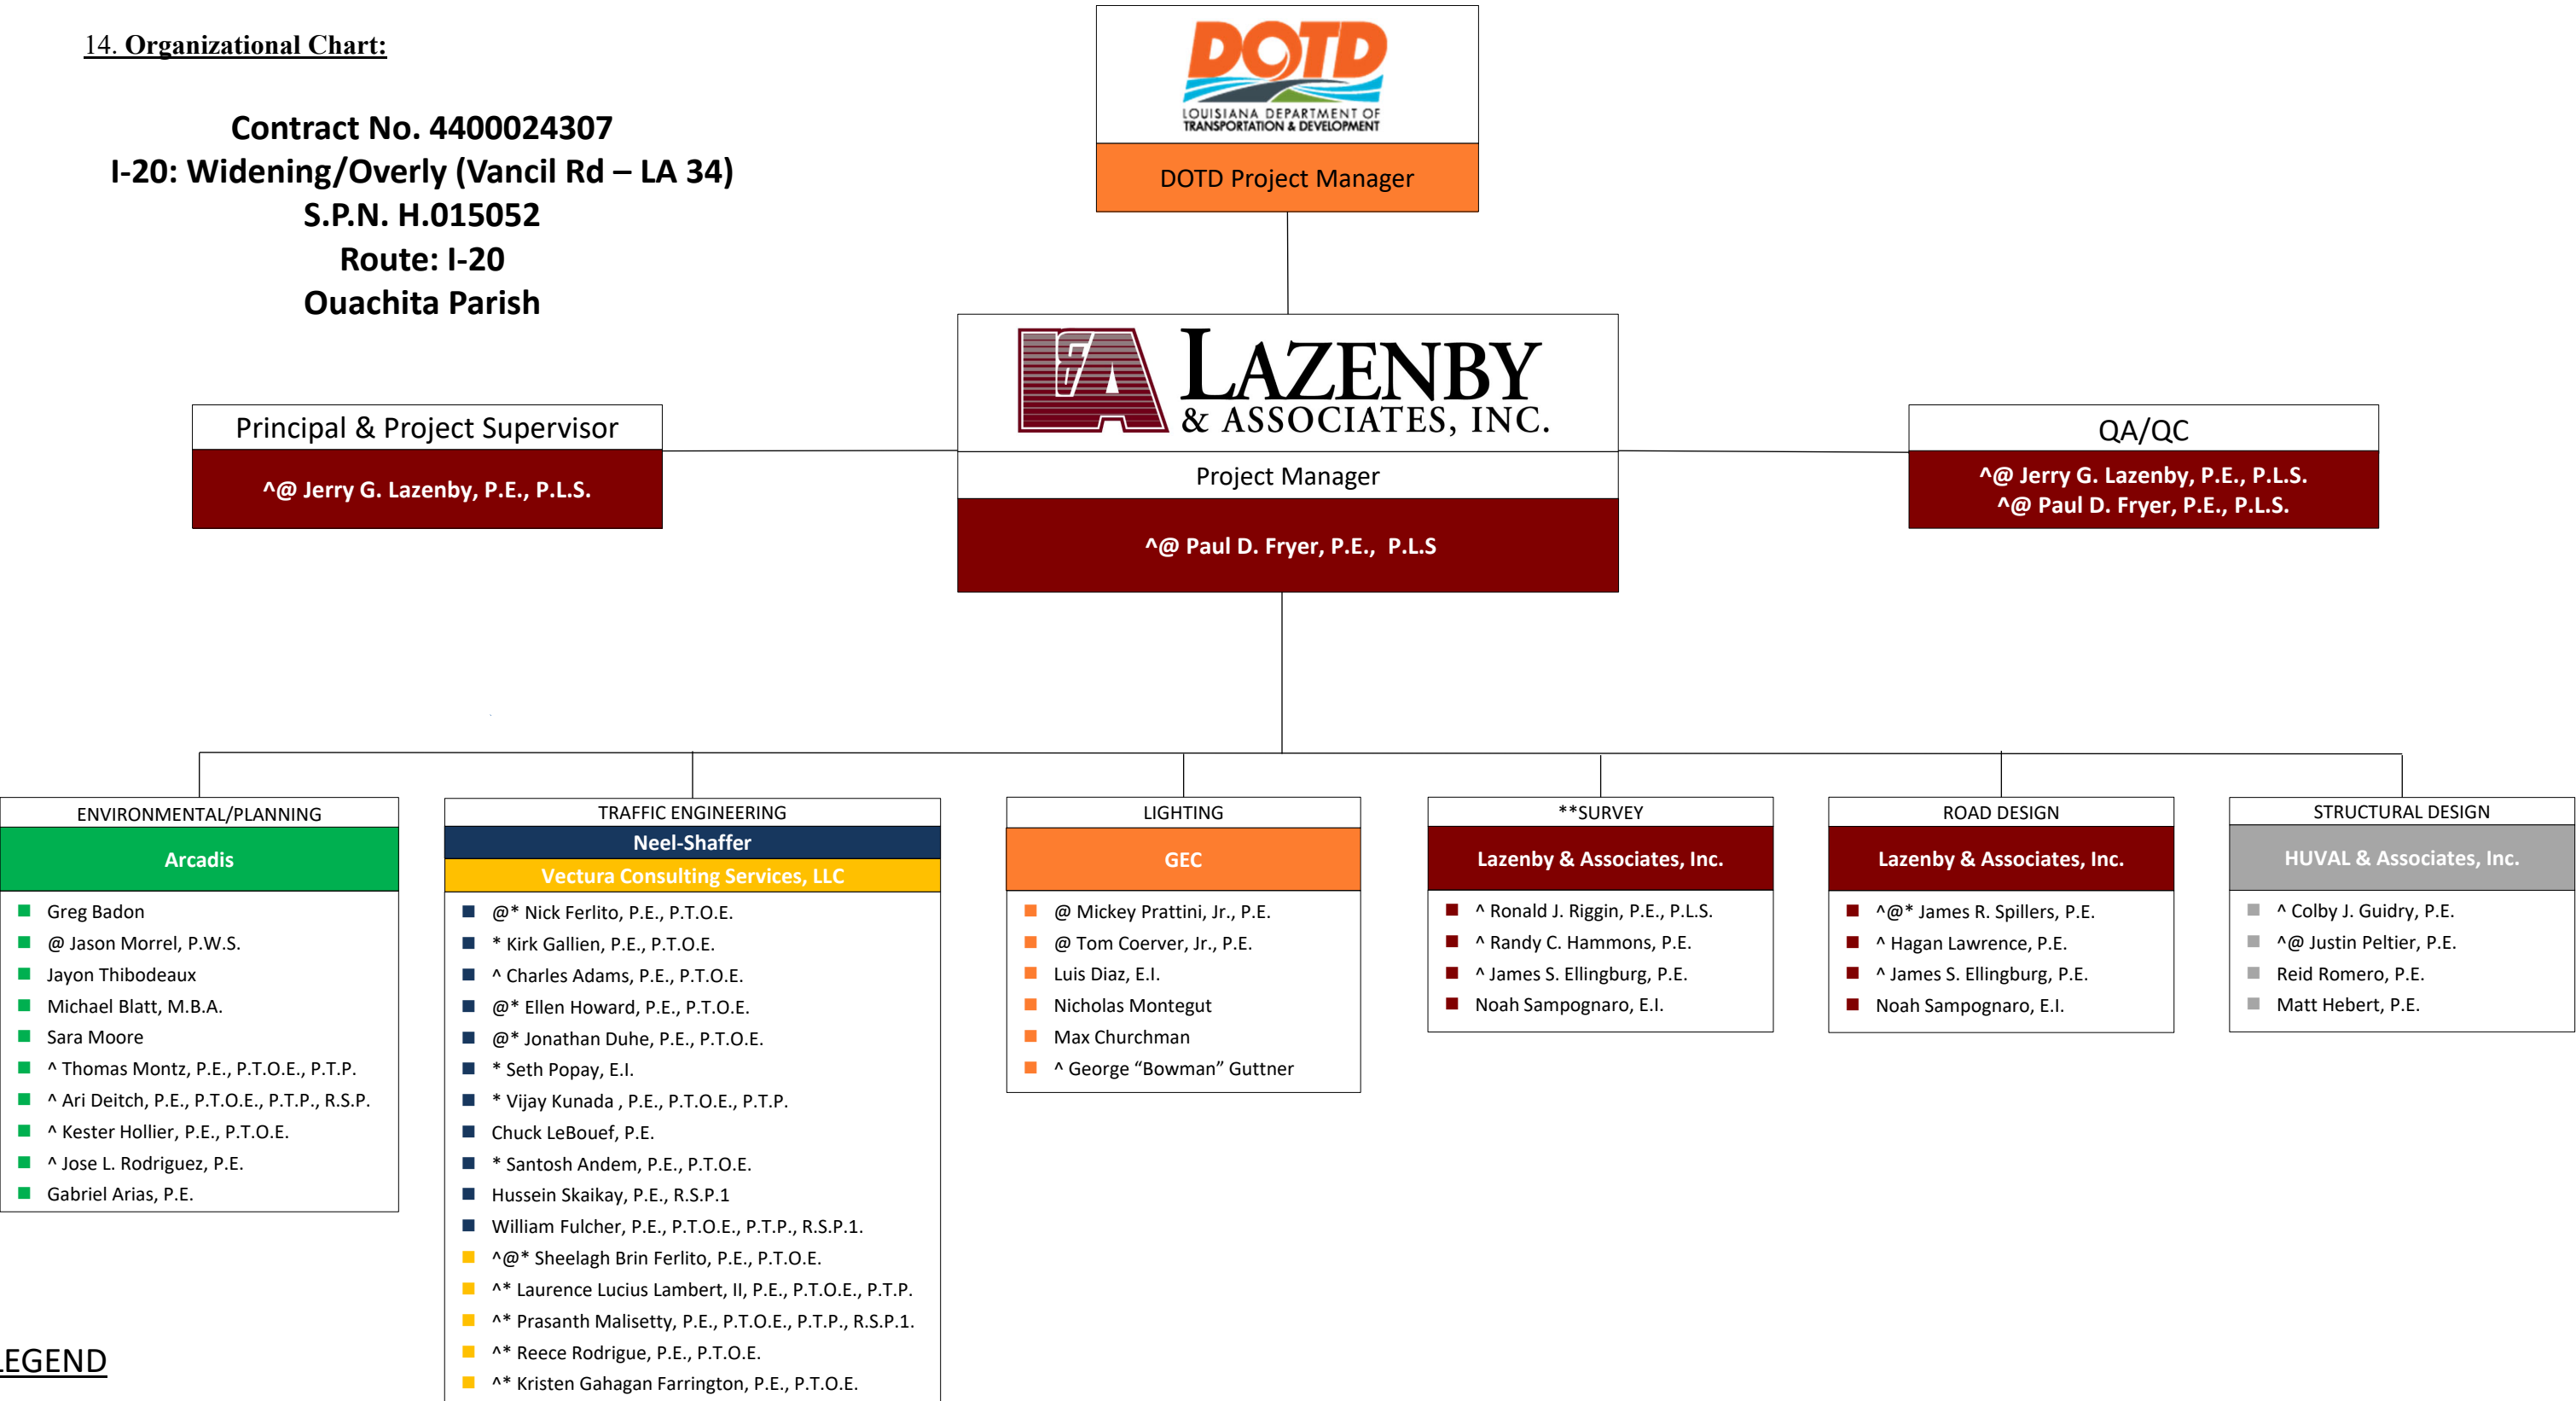 14. Organizational Chart:
Contract No. 4400024307
I-20: Widening/Overly (Vancil Rd – LA 34)
S.P.N. H.015052
Route: I-20
Ouachita Parish
DOTD
LOUISIANA DEPARTMENT OF
TRANSPORTATION & DEVELOPMENT
DOTD Project Manager
L&A LAZENBY
& ASSOCIATES, INC.
Project Manager
^@ Paul D. Fryer, P.E., P.L.S
Principal & Project Supervisor
^@ Jerry G. Lazenby, P.E., P.L.S.
QA/QC
^@ Jerry G. Lazenby, P.E., P.L.S.
^@ Paul D. Fryer, P.E., P.L.S.
ENVIRONMENTAL/PLANNING
Arcadis
Greg Badon
@ Jason Morrel, P.W.S.
Jayon Thibodeaux
Michael Blatt, M.B.A.
Sara Moore
^ Thomas Montz, P.E., P.T.O.E., P.T.P.
^ Ari Deitch, P.E., P.T.O.E., P.T.P., R.S.P.
^ Kester Hollier, P.E., P.T.O.E.
^ Jose L. Rodriguez, P.E.
Gabriel Arias, P.E.
TRAFFIC ENGINEERING
Neel-Shaffer
Vectura Consulting Services, LLC
@* Nick Ferlito, P.E., P.T.O.E.
* Kirk Gallien, P.E., P.T.O.E.
^ Charles Adams, P.E., P.T.O.E.
@* Ellen Howard, P.E., P.T.O.E.
@* Jonathan Duhe, P.E., P.T.O.E.
* Seth Popay, E.I.
* Vijay Kunada , P.E., P.T.O.E., P.T.P.
Chuck LeBouef, P.E.
* Santosh Andem, P.E., P.T.O.E.
Hussein Skaikay, P.E., R.S.P.1
William Fulcher, P.E., P.T.O.E., P.T.P., R.S.P.1.
^@* Sheelagh Brin Ferlito, P.E., P.T.O.E.
^* Laurence Lucius Lambert, II, P.E., P.T.O.E., P.T.P.
^* Prasanth Malisetty, P.E., P.T.O.E., P.T.P., R.S.P.1.
^* Reece Rodrigue, P.E., P.T.O.E.
^* Kristen Gahagan Farrington, P.E., P.T.O.E.
LIGHTING
GEC
@ Mickey Prattini, Jr., P.E.
@ Tom Coerver, Jr., P.E.
Luis Diaz, E.I.
Nicholas Montegut
Max Churchman
^ George “Bowman” Guttner
**SURVEY
Lazenby & Associates, Inc.
^ Ronald J. Riggin, P.E., P.L.S.
^ Randy C. Hammons, P.E.
^ James S. Ellingburg, P.E.
Noah Sampognaro, E.I.
ROAD DESIGN
Lazenby & Associates, Inc.
^@* James R. Spillers, P.E.
^ Hagan Lawrence, P.E.
^ James S. Ellingburg, P.E.
Noah Sampognaro, E.I.
STRUCTURAL DESIGN
HUVAL & Associates, Inc.
^ Colby J. Guidry, P.E.
^@ Justin Peltier, P.E.
Reid Romero, P.E.
Matt Hebert, P.E.
LEGEND